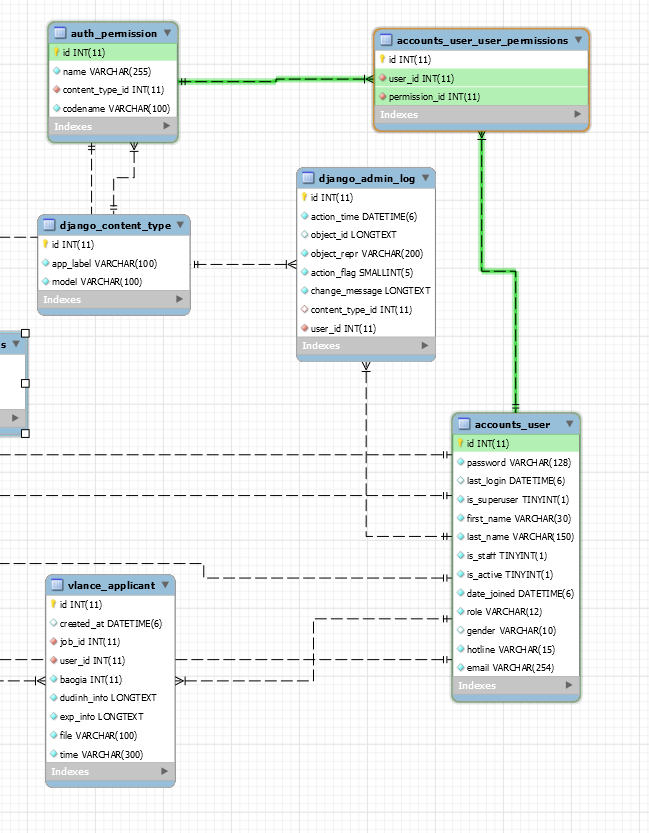 auth_permission
id INT(11)
name VARCHAR(255)
content_type_id INT(11)
codename VARCHAR(100)
Indexes
accounts_user_user_permissions
id INT(11)
user_id INT(11)
permission_id INT(11)
Indexes
django_admin_log
id INT(11)
action_time DATETIME(6)
object_id LONGTEXT
object_repr VARCHAR(200)
action_flag SMALLINT(5)
change_message LONGTEXT
content_type_id INT(11)
user_id INT(11)
Indexes
django_content_type
id INT(11)
app_label VARCHAR(100)
model VARCHAR(100)
Indexes
s
accounts_user
id INT(11)
password VARCHAR(128)
last_login DATETIME(6)
is_superuser TINYINT(1)
first_name VARCHAR(30)
last_name VARCHAR(150)
is_staff TINYINT(1)
is_active TINYINT(1)
date_joined DATETIME(6)
role VARCHAR(12)
gender VARCHAR(10)
hotline VARCHAR(15)
email VARCHAR(254)
Indexes
vlance_applicant
id INT(11)
created_at DATETIME(6)
job_id INT(11)
user_id INT(11)
baogia INT(11)
dudinh_info LONGTEXT
exp_info LONGTEXT
file VARCHAR(100)
time VARCHAR(300)
Indexes